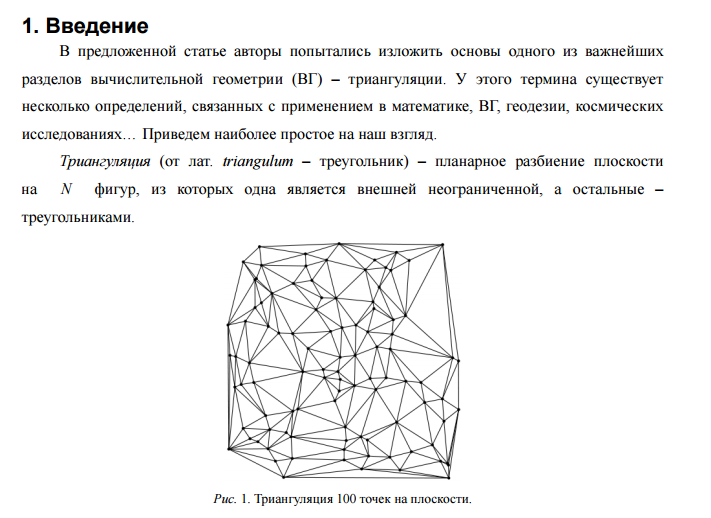 1. Введение
В предложенной статье авторы попытались изложить основы одного из важнейших
разделов вычислительной геометрии (ВГ) – триангуляции. У этого термина существует
несколько определений, связанных с применением в математике, ВГ, геодезии, космических
исследованиях… Приведем наиболее простое на наш взгляд.
Триангуляция (от лат. triangulum – треугольник) – планарное разбиение плоскости
на N фигур, из которых одна является внешней неограниченной, а остальные –
треугольниками.
Рис. 1. Триангуляция 100 точек на плоскости.